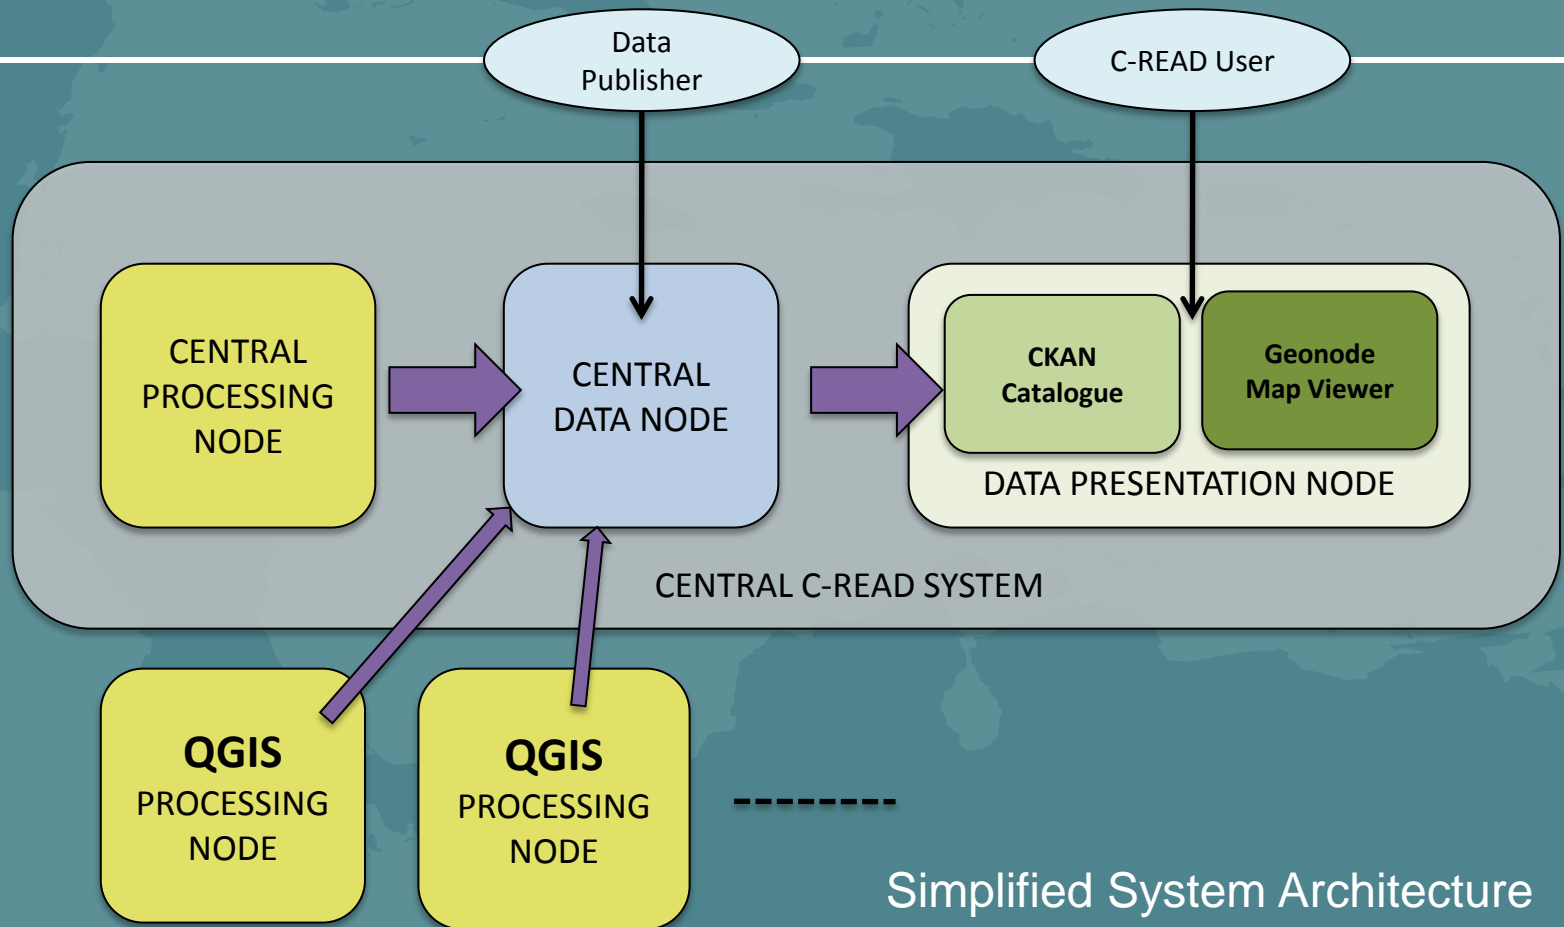 Data
Publisher
C-READ User
CENTRAL
PROCESSING
NODE
CENTRAL
DATA NODE
CKAN
Catalogue
Geonode
Map Viewer
DATA PRESENTATION NODE
CENTRAL C-READ SYSTEM
QGIS
PROCESSING
NODE
QGIS
PROCESSING
NODE
Simplified System Architecture